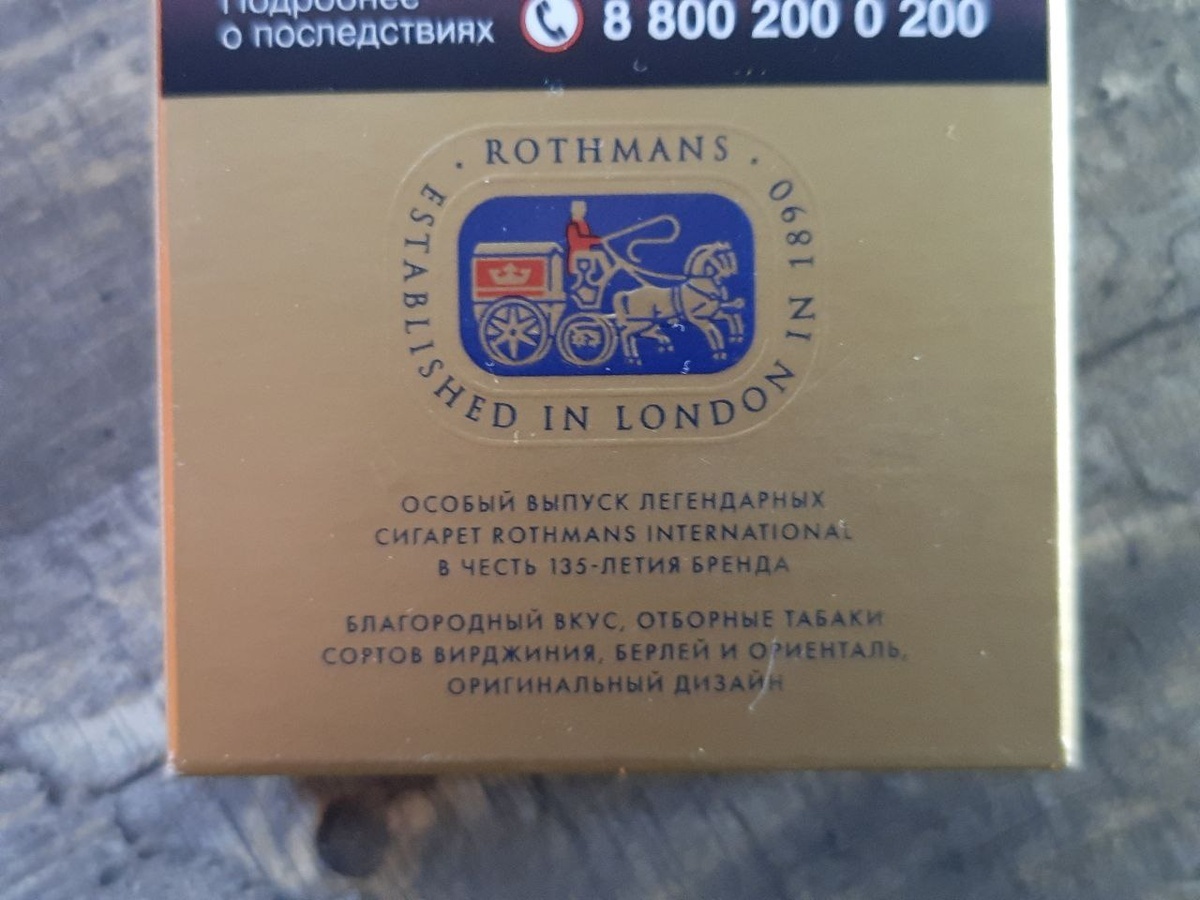 Подробнее
о последствиях
8 800 200 0 200
· ROTHMANS ·
ESTABLISHED IN LONDON IN 1890
ОСОБЫЙ ВЫПУСК ЛЕГЕНДАРНЫХ
СИГАРЕТ ROTHMANS INTERNATIONAL
В ЧЕСТЬ 135-ЛЕТИЯ БРЕНДА
БЛАГОРОДНЫЙ ВКУС, ОТБОРНЫЕ ТАБАКИ
СОРТОВ ВИРДЖИНИЯ, БЕРЛЕЙ И ОРИЕНТАЛЬ,
ОРИГИНАЛЬНЫЙ ДИЗАЙН